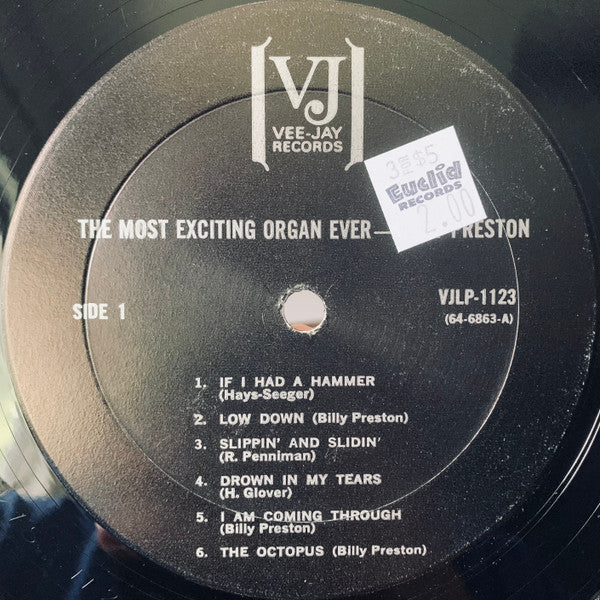 VJ
VEE-JAY
RECORDS
3 FOR $5
Euclid
RECORDS
2.00
THE MOST EXCITING ORGAN EVER— PRESTON
SIDE 1
VJLP-1123
(64-6863-A)
1. IF I HAD A HAMMER
(Hays-Seeger)
2. LOW DOWN (Billy Preston)
3. SLIPPIN' AND SLIDIN'
(R. Penniman)
4. DROWN IN MY TEARS
(H. Glover)
5. I AM COMING THROUGH
(Billy Preston)
6. THE OCTOPUS (Billy Preston)